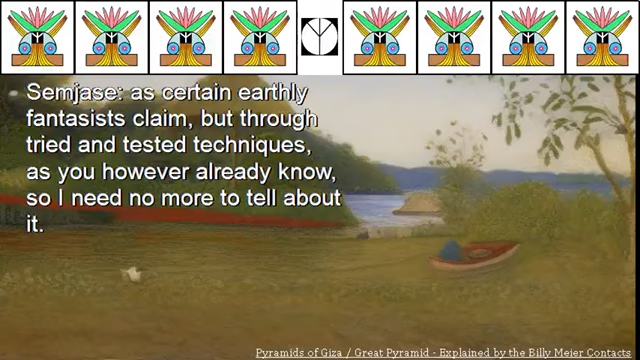 Semjase: as certain earthly
fantasists claim, but through
tried and tested techniques,
as you however already know,
so I need no more to tell about
it.
Pyramids of Giza / Great Pyramid - Explained by the Billy Meier Contacts